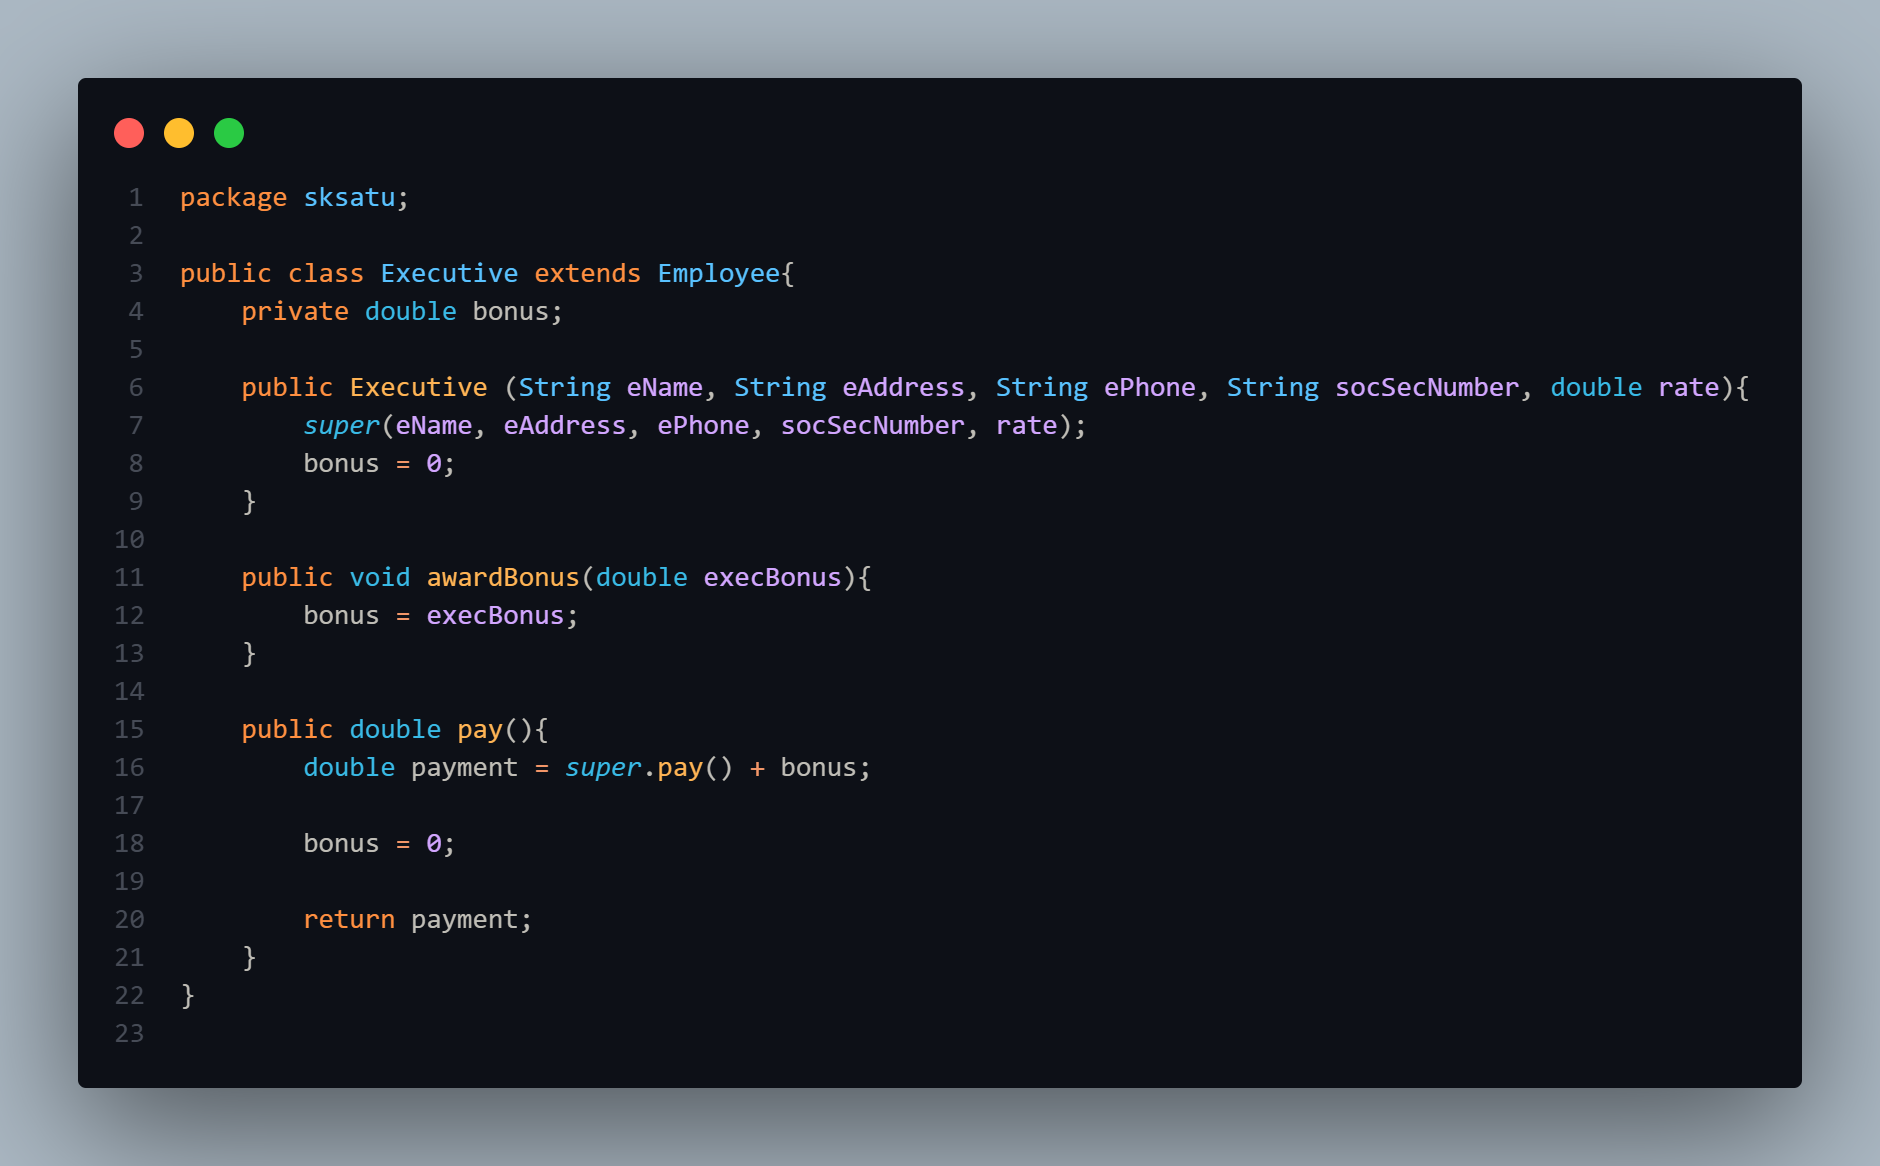 1 package sksatu;
2
3 public class Executive extends Employee{
4     private double bonus;
5
6     public Executive (String eName, String eAddress, String ePhone, String socSecNumber, double rate){
7         super(eName, eAddress, ePhone, socSecNumber, rate);
8         bonus = 0;
9     }
10
11     public void awardBonus(double execBonus){
12         bonus = execBonus;
13     }
14
15     public double pay(){
16         double payment = super.pay() + bonus;
17
18         bonus = 0;
19
20         return payment;
21     }
22 }
23